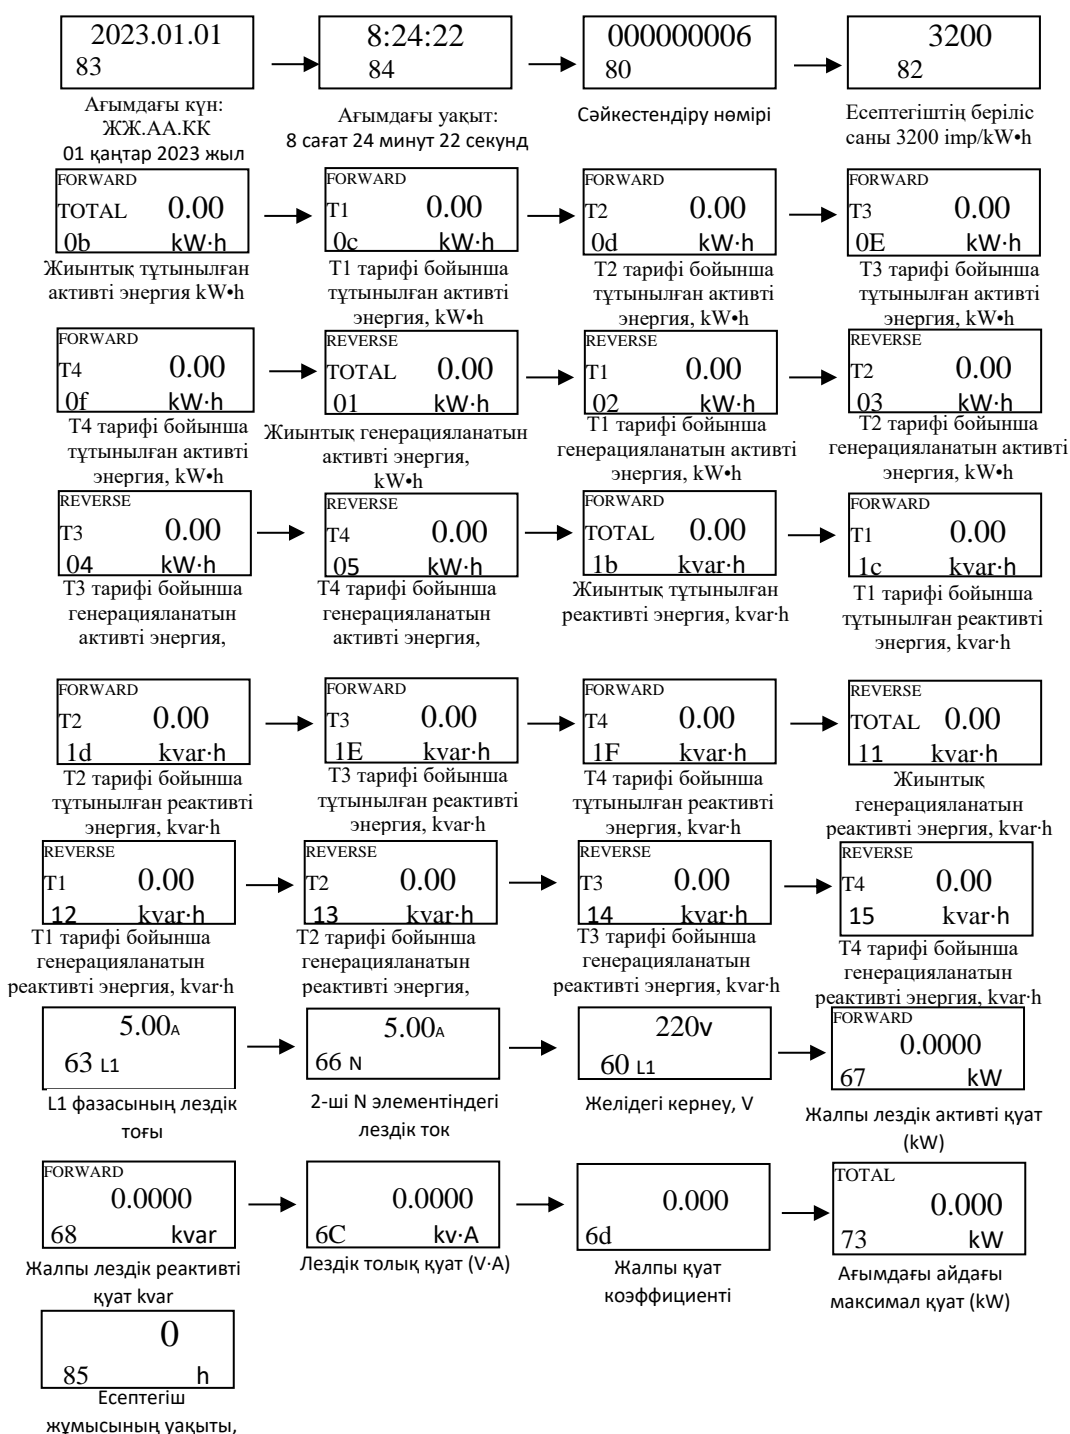 2023.01.01
83
Ағымдағы күн:
ЖЖ.АА.КК
01 қаңтар 2023 жыл
8:24:22
84
Ағымдағы уақыт:
8 сағат 24 минут 22 секунд
000000006
80
Сәйкестендіру нөмірі
3200
82
Есептегіштің беріліс
саны 3200 imp/kW•h
FORWARD
TOTAL 0.00
0b kW·h
Жиынтық тұтынылған
активті энергия kW•h
FORWARD
T1 0.00
0c kW·h
Т1 тарифі бойынша
тұтынылған активті
энергия, kW•h
FORWARD
T2 0.00
0d kW·h
Т2 тарифі бойынша
тұтынылған активті
энергия, kW•h
FORWARD
T3 0.00
0E kW·h
Т3 тарифі бойынша
тұтынылған активті
энергия, kW•h
FORWARD
T4 0.00
0f kW·h
Т4 тарифі бойынша
тұтынылған активті
энергия, kW•h
REVERSE
TOTAL 0.00
01 kW·h
Жиынтық генерацияланатын
активті энергия,
kW•h
REVERSE
T1 0.00
02 kW·h
Т1 тарифі бойынша
генерацияланатын активті
энергия, kW•h
REVERSE
T2 0.00
03 kW·h
Т2 тарифі бойынша
генерацияланатын активті
энергия, kW•h
REVERSE
T3 0.00
04 kW·h
Т3 тарифі бойынша
генерацияланатын
активті энергия,
REVERSE
T4 0.00
05 kW·h
Т4 тарифі бойынша
генерацияланатын
активті энергия,
FORWARD
TOTAL 0.00
1b kvar·h
Жиынтық тұтынылған
реактивті энергия, kvar·h
FORWARD
T1 0.00
1c kvar·h
Т1 тарифі бойынша
тұтынылған реактивті
энергия, kvar·h
FORWARD
T2 0.00
1d kvar·h
Т2 тарифі бойынша
тұтынылған реактивті
энергия, kvar·h
FORWARD
T3 0.00
1E kvar·h
Т3 тарифі бойынша
тұтынылған реактивті
энергия, kvar·h
FORWARD
T4 0.00
1F kvar·h
Т4 тарифі бойынша
тұтынылған реактивті
энергия, kvar·h
REVERSE
TOTAL 0.00
11 kvar·h
Жиынтық
генерацияланатын
реактивті энергия, kvar·h
REVERSE
T1 0.00
12 kvar·h
Т1 тарифі бойынша
генерацияланатын
реактивті энергия, kvar·h
REVERSE
T2 0.00
13 kvar·h
Т2 тарифі бойынша
генерацияланатын
реактивті энергия,
REVERSE
T3 0.00
14 kvar·h
Т3 тарифі бойынша
генерацияланатын
реактивті энергия, kvar·h
REVERSE
T4 0.00
15 kvar·h
Т4 тарифі бойынша
генерацияланатын
реактивті энергия, kvar·h
5.00A
63 L1
L1 фазасының лездік
тоғы
5.00A
66 N
2-ші N элементіндегі
лездік ток
220v
60 L1
Желідегі кернеу, V
FORWARD
0.0000
67 kW
Жалпы лездік активті қуат
(kW)
FORWARD
0.0000
68 kvar
Жалпы лездік реактивті
қуат kvar
0.0000
6C kv·A
Лездік толық қуат (V·A)
0.000
6d
Жалпы қуат
коэффициенті
TOTAL
0.000
73 kW
Ағымдағы айдағы
максимал қуат (kW)
0
85 h
Есептегіш
жұмысының уақыты,